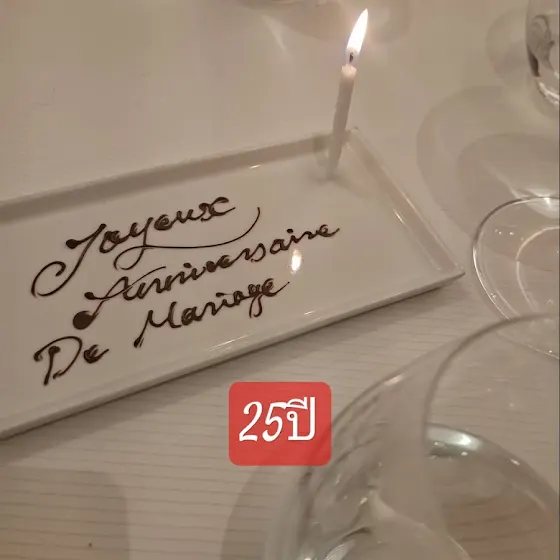 Joyeux
Anniversaire
De Mariage
25ปี